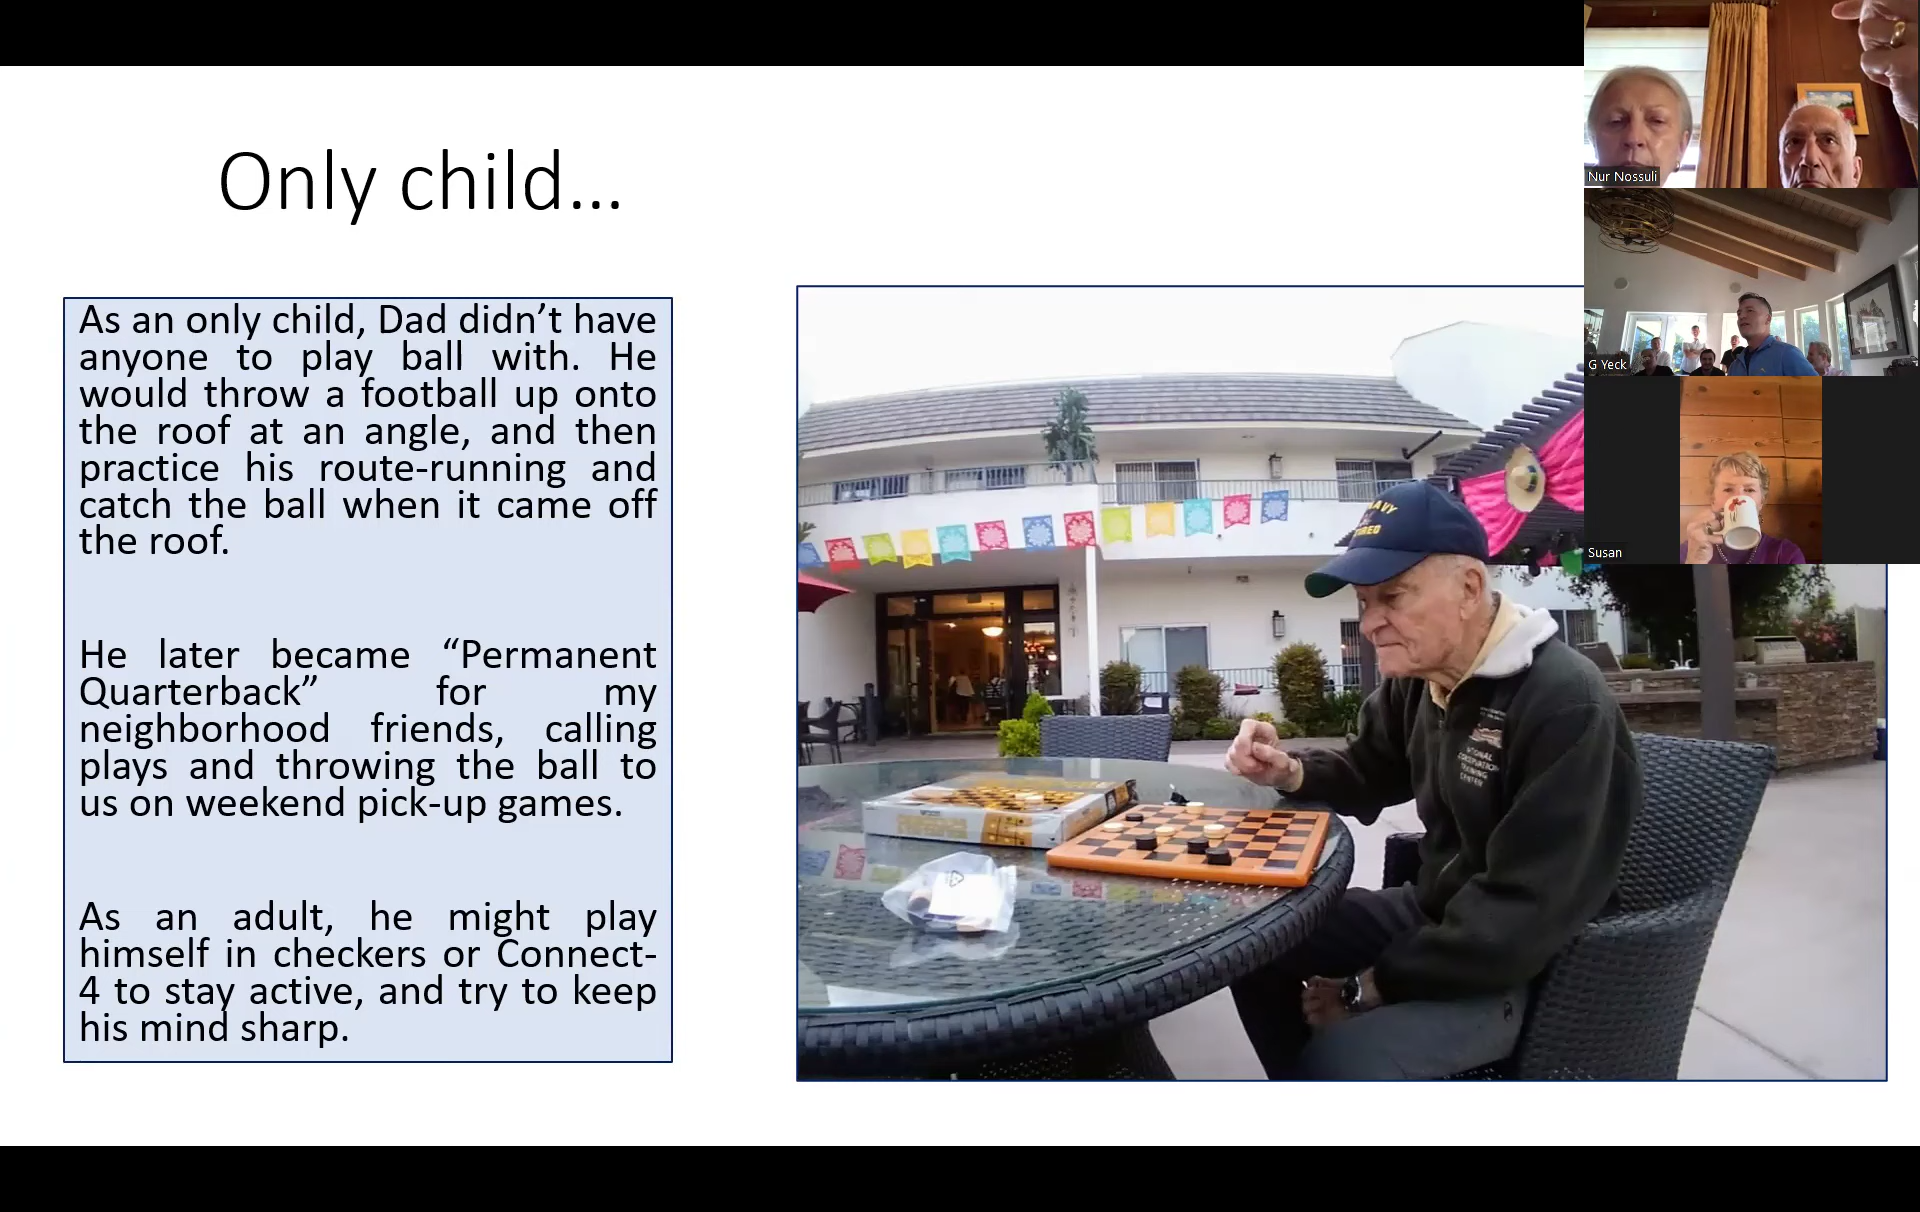 Only child...
As an only child, Dad didn’t have
anyone to play ball with. He
would throw a football up onto
the roof at an angle, and then
practice his route-running and
catch the ball when it came off
the roof.
He later became “Permanent
Quarterback” for my
neighborhood friends, calling
plays and throwing the ball to
us on weekend pick-up games.
As an adult, he might play
himself in checkers or Connect-
4 to stay active, and try to keep
his mind sharp.
Nur Nossuli
G Yeck
Susan
TRAINING
CENTER